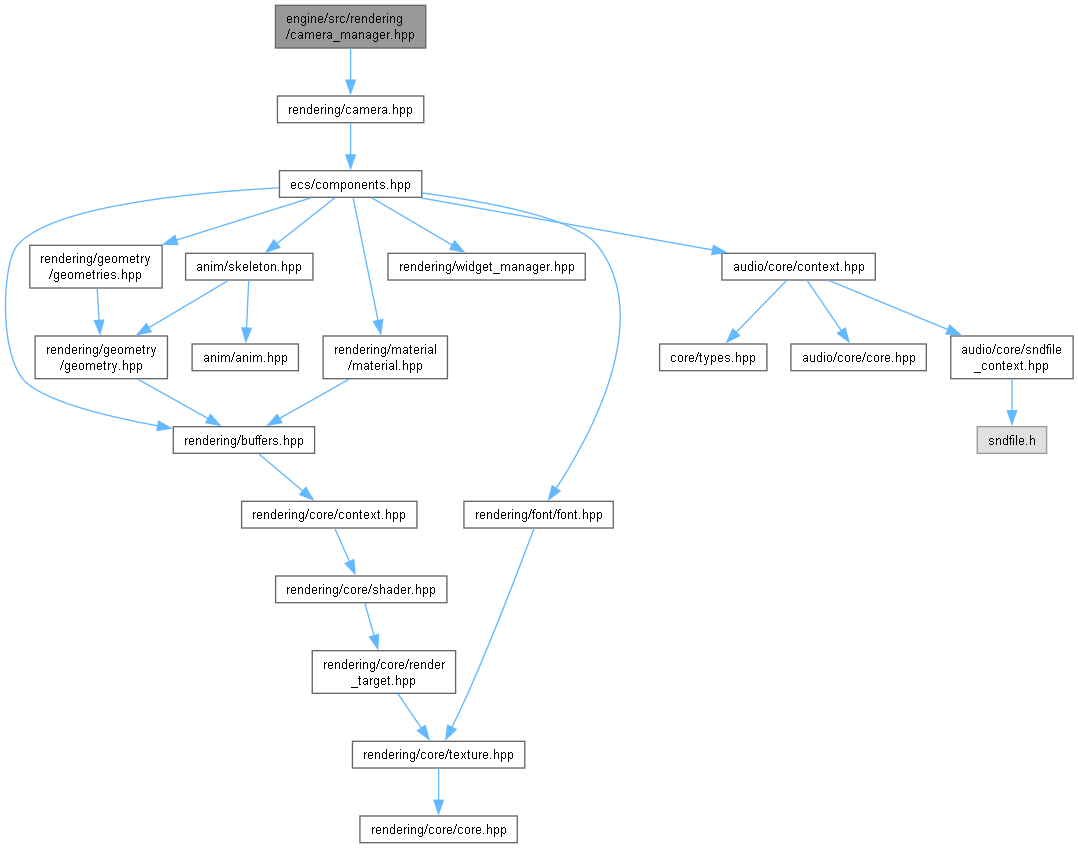 engine/src/rendering
/camera_manager.hpp
rendering/camera.hpp
ecs/components.hpp
rendering/geometry
/geometries.hpp
anim/skeleton.hpp
rendering/widget_manager.hpp
audio/core/context.hpp
rendering/geometry
/geometry.hpp
anim/anim.hpp
rendering/material
/material.hpp
core/types.hpp
audio/core/core.hpp
audio/core/sndfile
_context.hpp
rendering/buffers.hpp
sndfile.h
rendering/core/context.hpp
rendering/font/font.hpp
rendering/core/shader.hpp
rendering/core/render
_target.hpp
rendering/core/texture.hpp
rendering/core/core.hpp